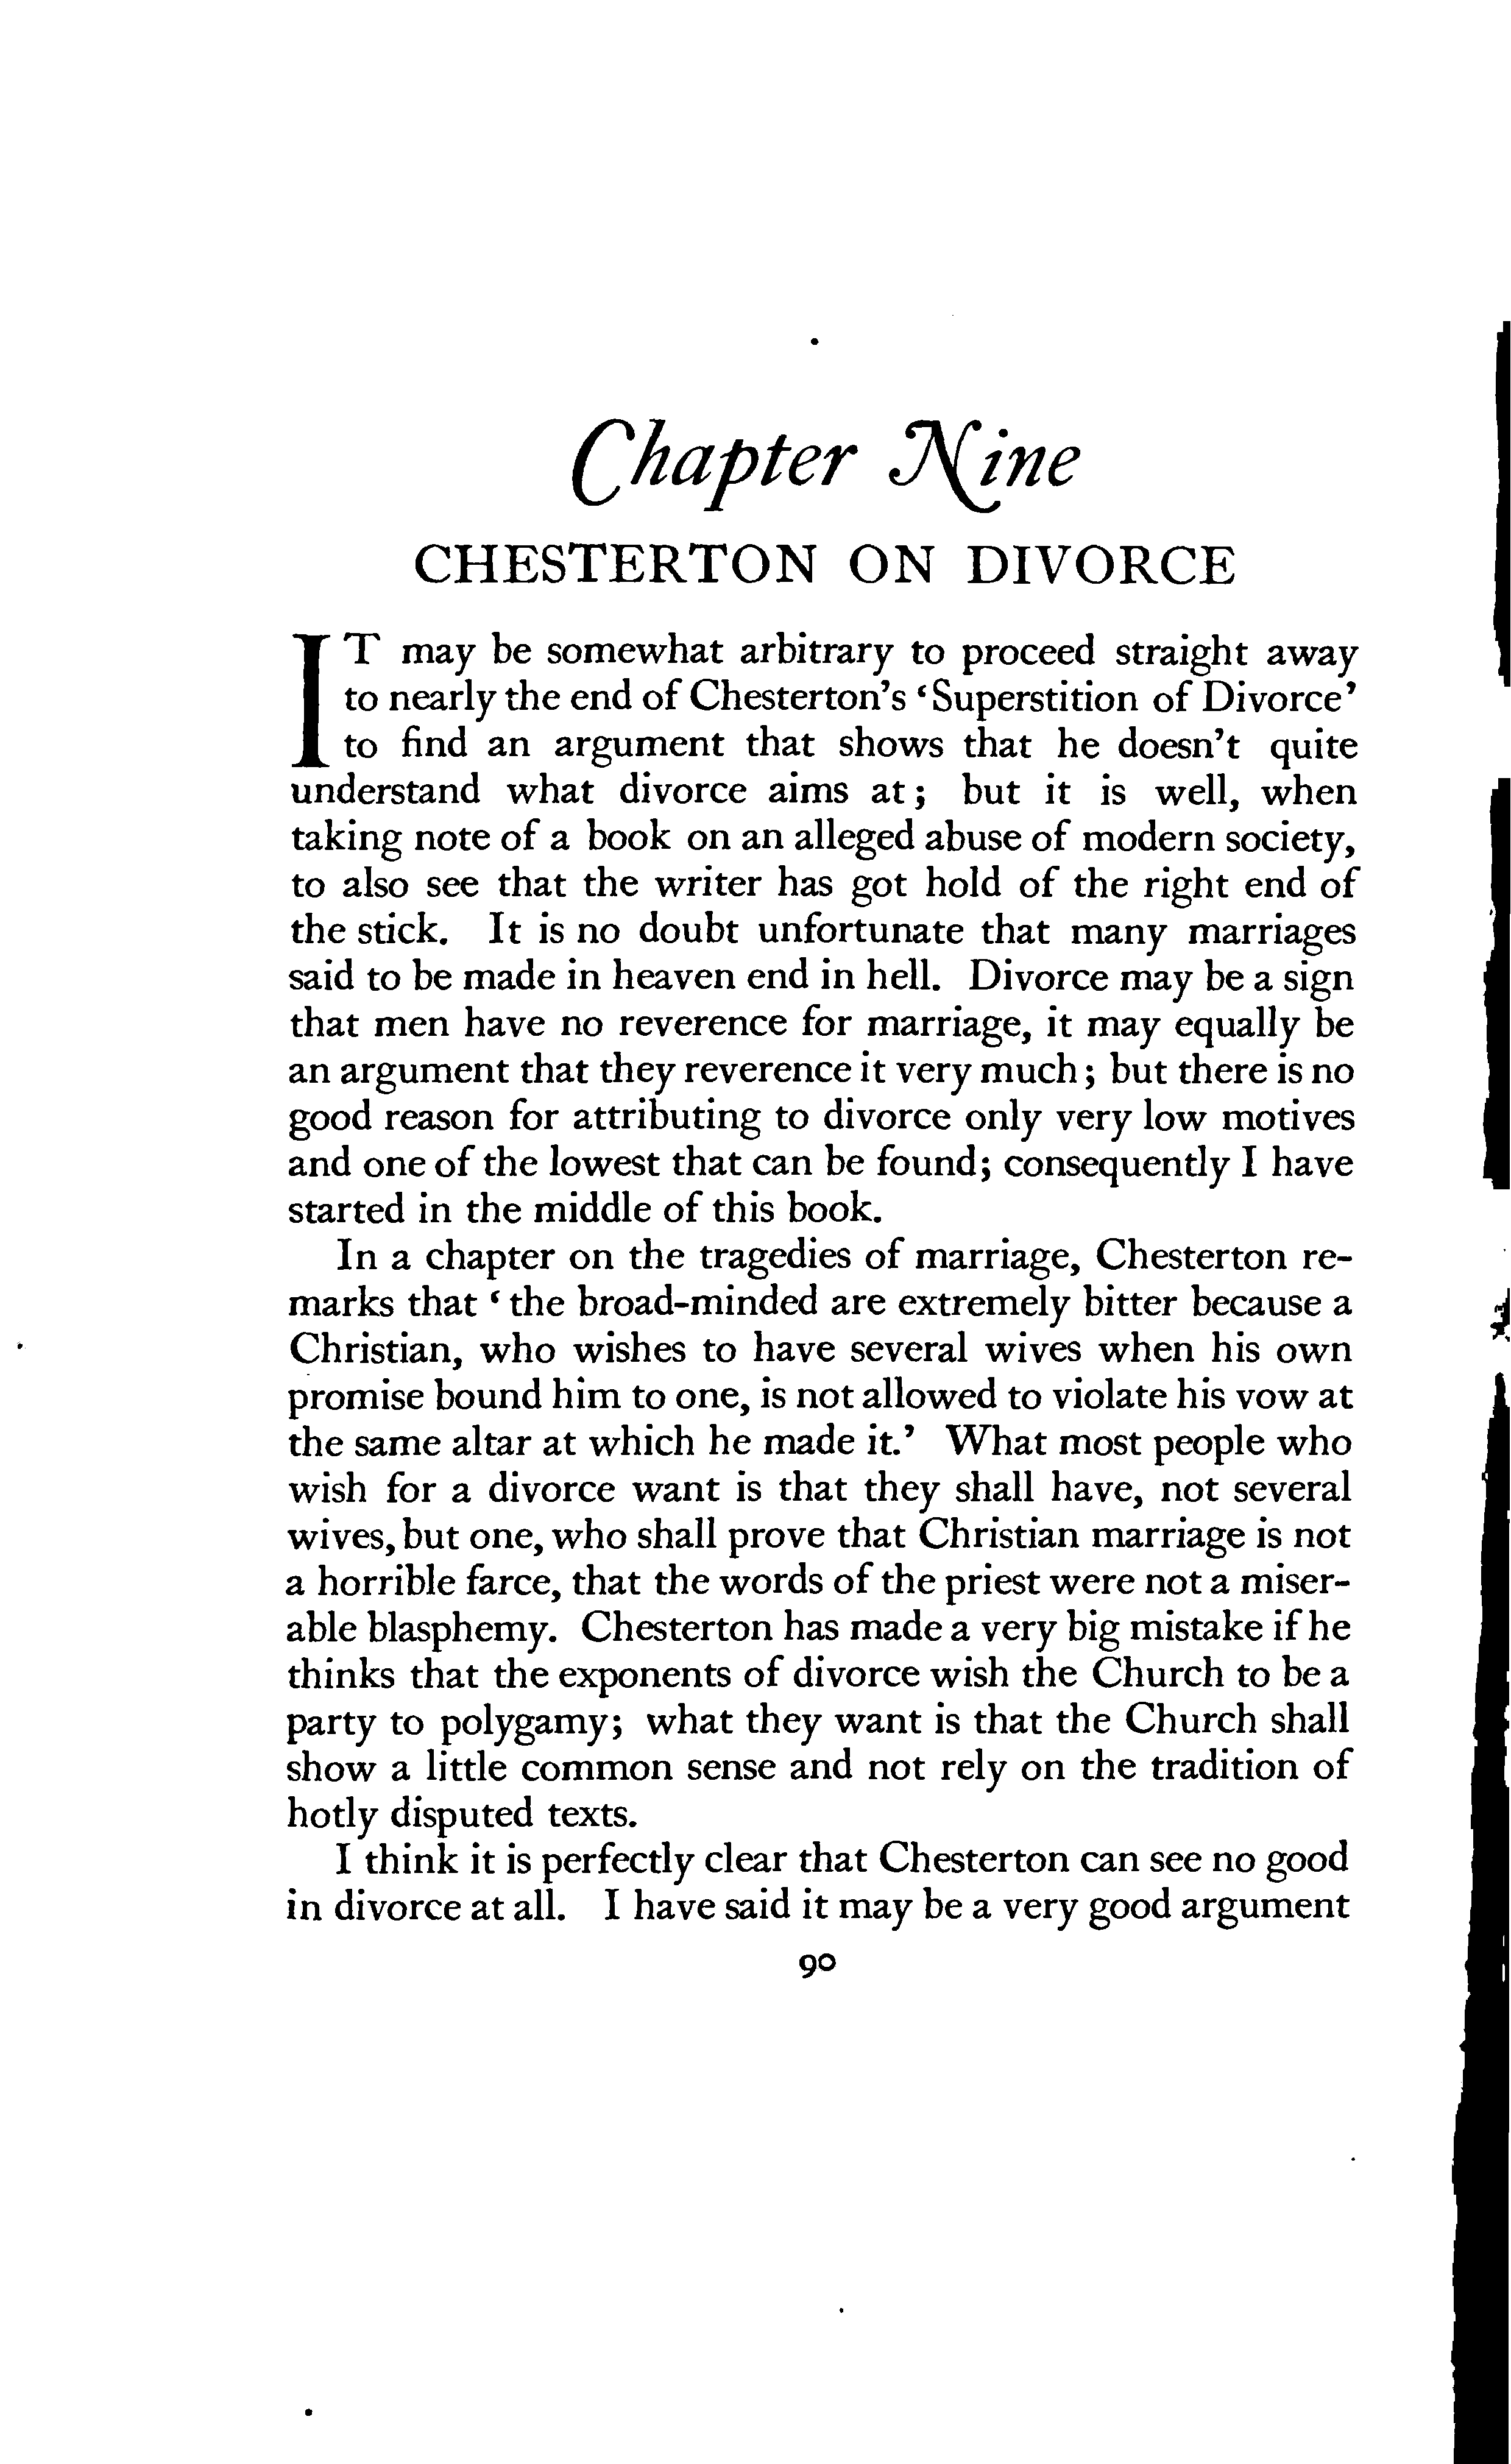 Chapter Nine
CHESTERTON ON DIVORCE
IT may be somewhat arbitrary to proceed straight away
to nearly the end of Chesterton's ‘Superstition of Divorce’
to find an argument that shows that he doesn't quite
understand what divorce aims at; but it is well, when
taking note of a book on an alleged abuse of modern society,
to also see that the writer has got hold of the right end of
the stick. It is no doubt unfortunate that many marriages
said to be made in heaven end in hell. Divorce may be a sign
that men have no reverence for marriage, it may equally be
an argument that they reverence it very much; but there is no
good reason for attributing to divorce only very low motives
and one of the lowest that can be found; consequently I have
started in the middle of this book.
In a chapter on the tragedies of marriage, Chesterton re-
marks that ‘the broad-minded are extremely bitter because a
Christian, who wishes to have several wives when his own
promise bound him to one, is not allowed to violate his vow at
the same altar at which he made it.’ What most people who
wish for a divorce want is that they shall have, not several
wives, but one, who shall prove that Christian marriage is not
a horrible farce, that the words of the priest were not a miser-
able blasphemy. Chesterton has made a very big mistake if he
thinks that the exponents of divorce wish the Church to be a
party to polygamy; what they want is that the Church shall
show a little common sense and not rely on the tradition of
hotly disputed texts.
I think it is perfectly clear that Chesterton can see no good
in divorce at all. I have said it may be a very good argument
90